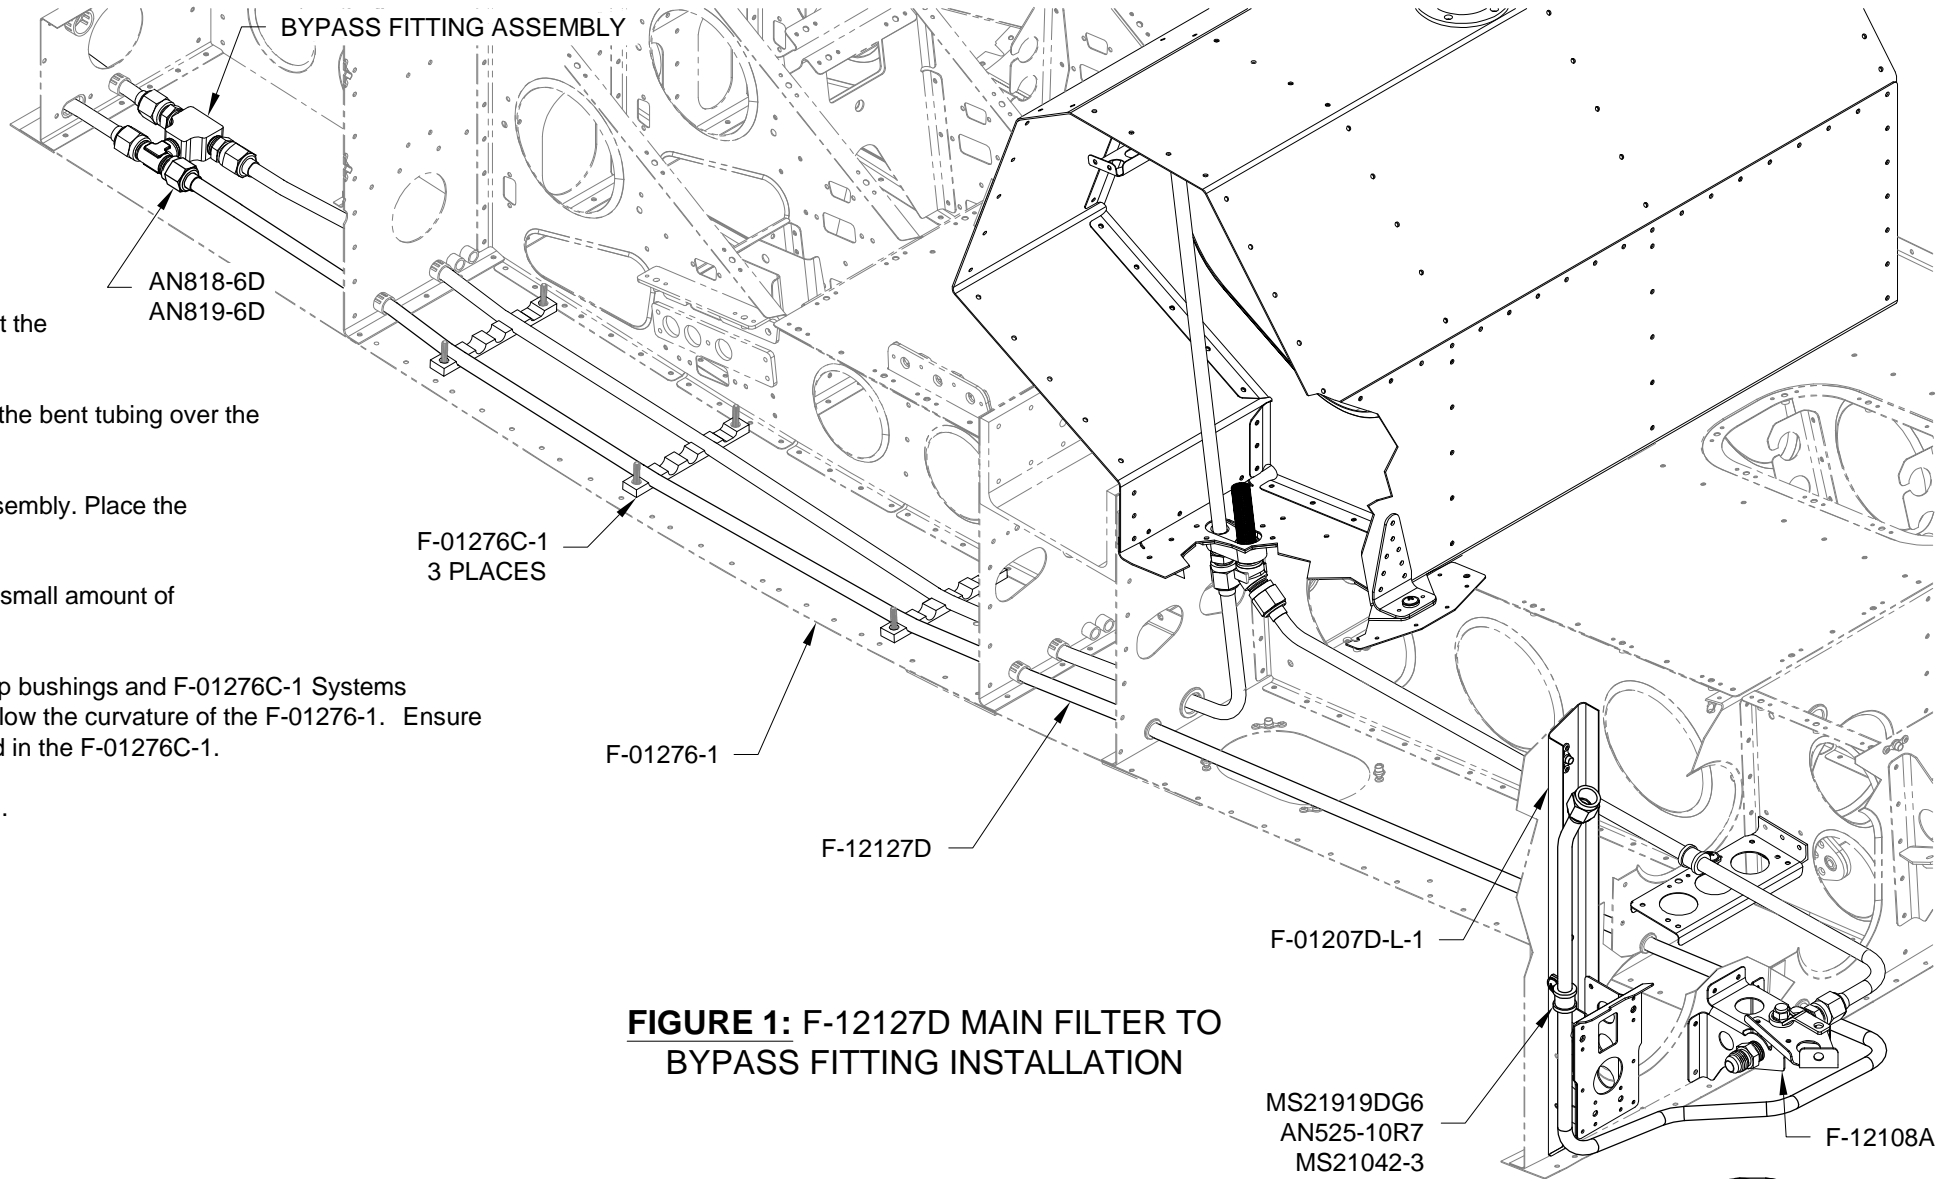 BYPASS FITTING ASSEMBLY
AN818-6D
AN819-6D
t the
the bent tubing over the
sembly. Place the
small amount of
p bushings and F-01276C-1 Systems
low the curvature of the F-01276-1. Ensure
d in the F-01276C-1.
.
F-01276C-1
3 PLACES
F-01276-1
F-12127D
F-01207D-L-1
FIGURE 1: F-12127D MAIN FILTER TO
BYPASS FITTING INSTALLATION
MS21919DG6
AN525-10R7
MS21042-3
F-12108A